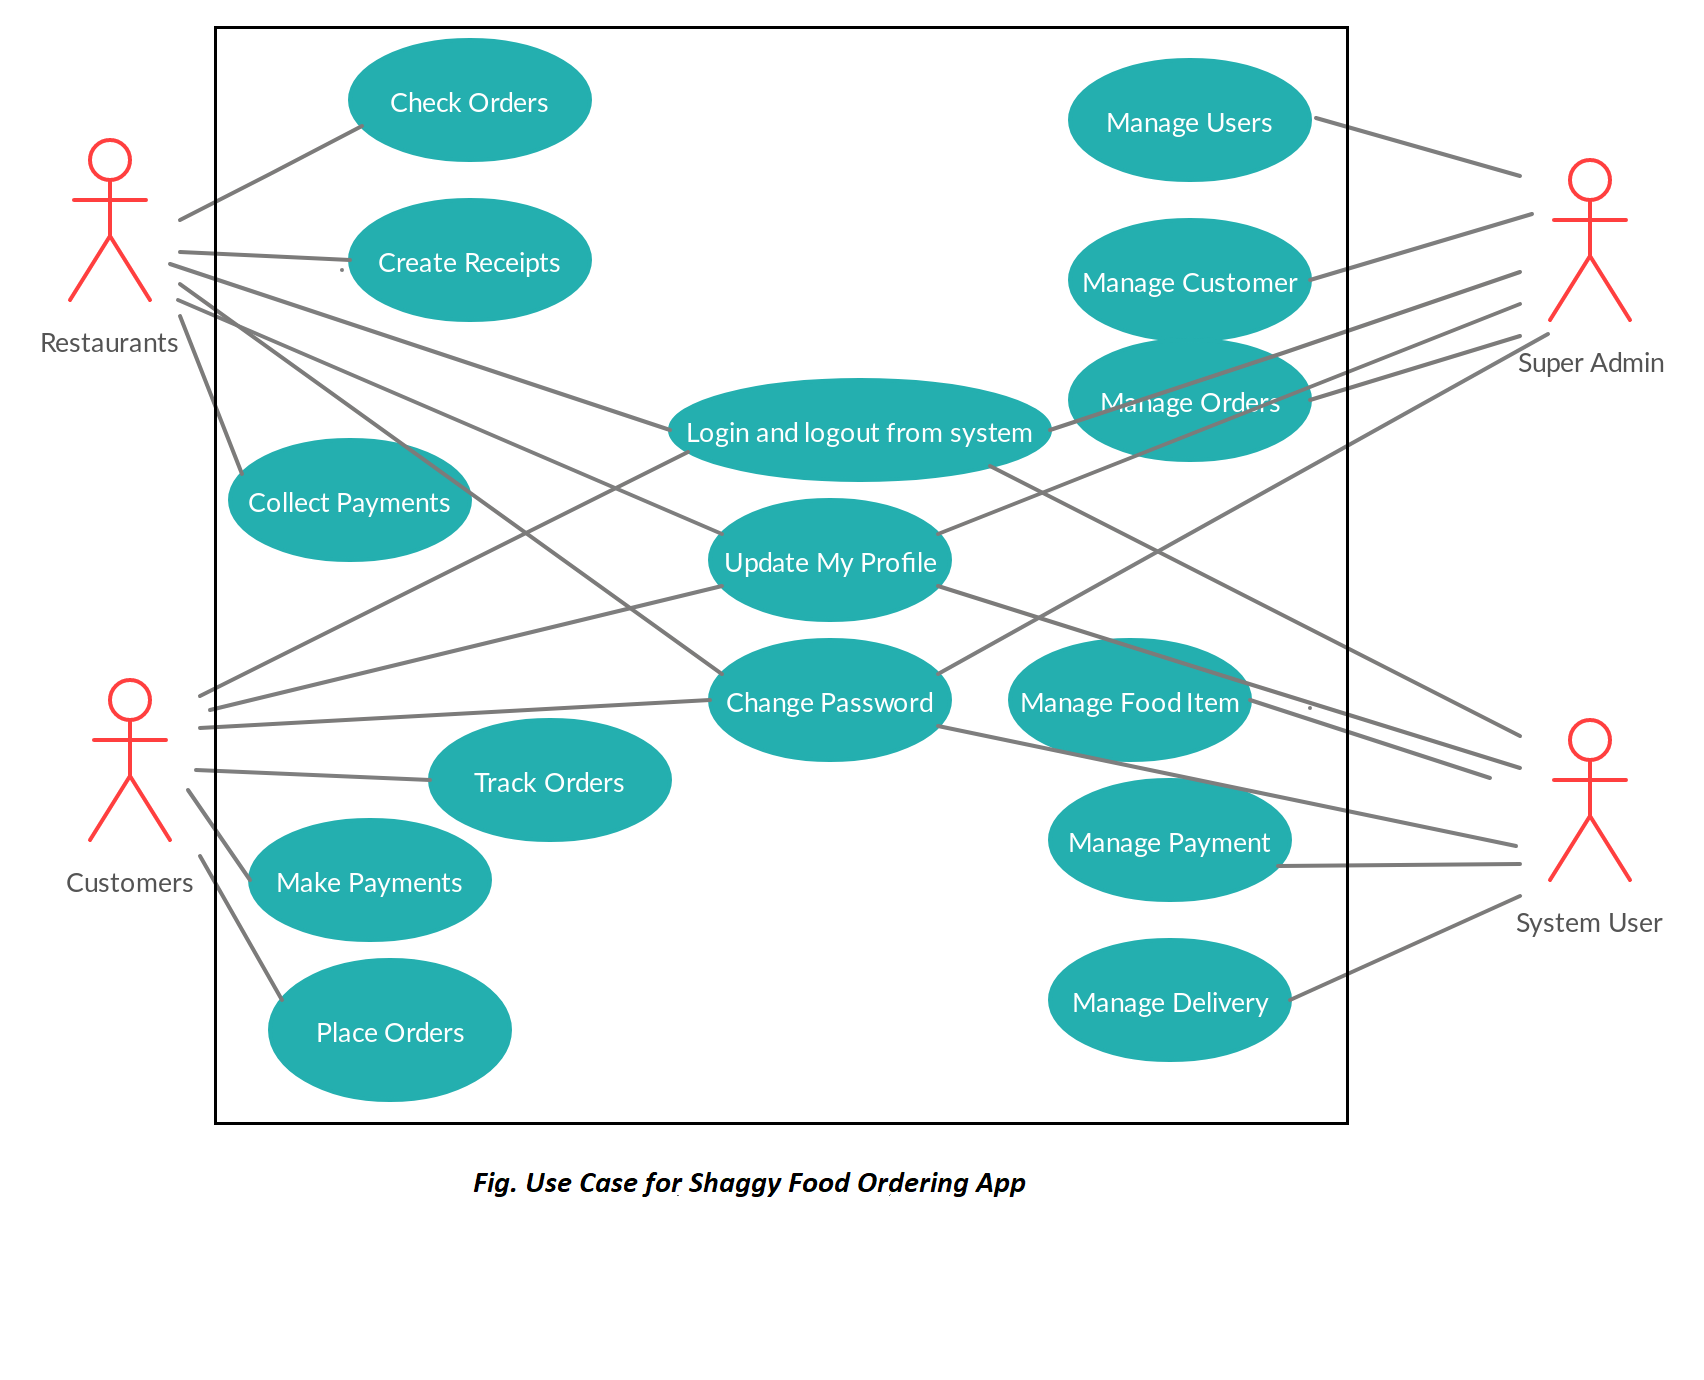 Check Orders
Manage Users
Create Receipts
Manage Customer
Restaurants
Super Admin
Manage Orders
Login and logout from system
Collect Payments
Update My Profile
Change Password
Manage Food Item
Track Orders
Manage Payment
Customers
Make Payments
System User
Manage Delivery
Place Orders
Fig. Use Case for Shaggy Food Ordering App